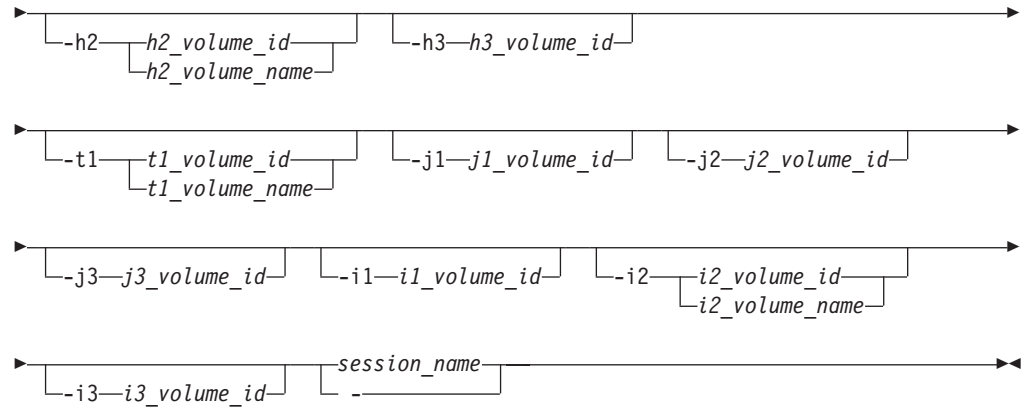 -h2 h2_volume_id -h3 h3_volume_id
h2_volume_name
-t1 t1_volume_id -j1 j1_volume_id -j2 j2_volume_id
t1_volume_name
-j3 j3_volume_id -i1 i1_volume_id -i2 i2_volume_id
i2_volume_name
session_name
-i3 i3_volume_id -